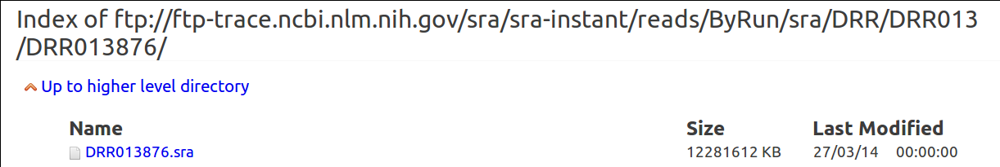 Index of ftp://ftp-trace.ncbi.nlm.nih.gov/sra/sra-instant/reads/ByRun/sra/DRR/DRR013
/DRR013876/
Up to higher level directory
Name Size Last Modified
DRR013876.sra 12281612 KB 27/03/14 00:00:00